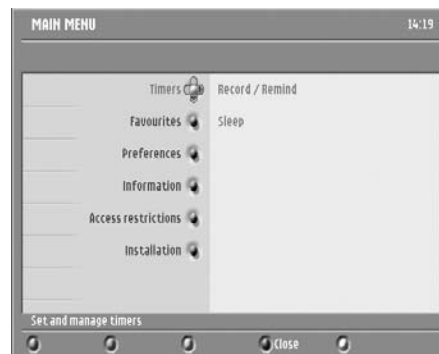 MAIN MENU 14:19
Timers Record / Remind
Favourites Sleep
Preferences
Information
Access restrictions
Installation
Set and manage timers
Close